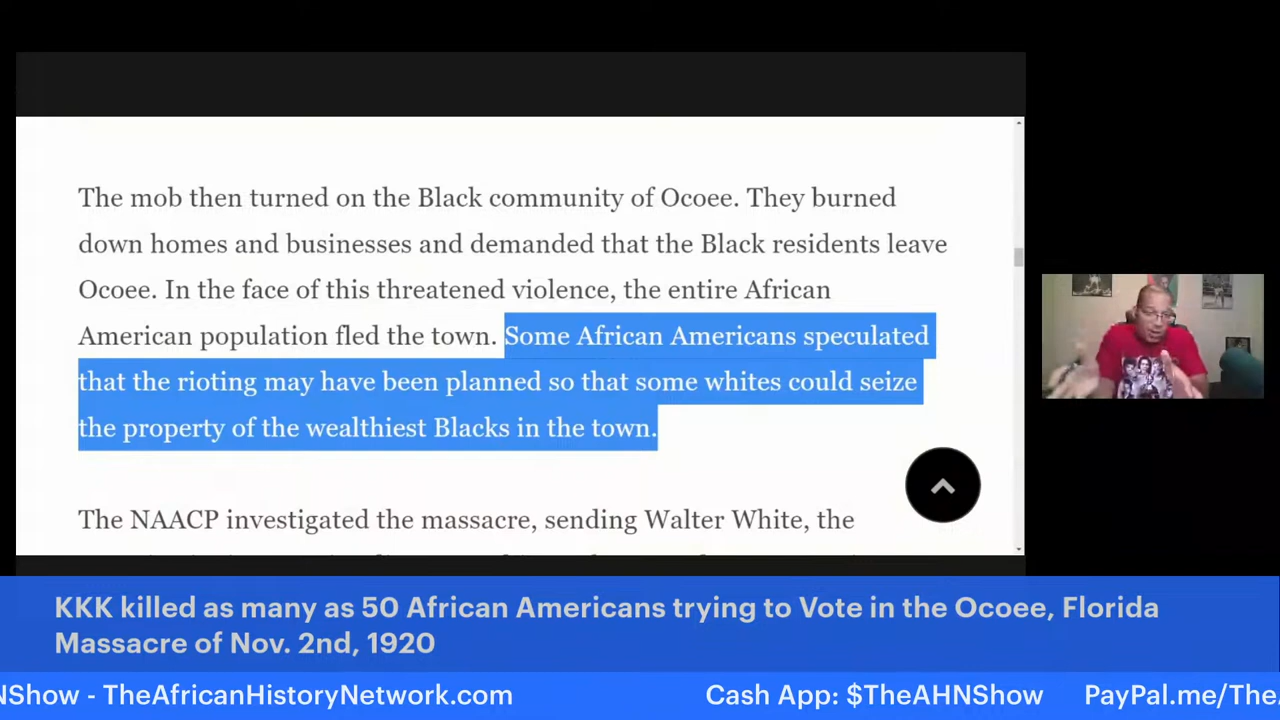 The mob then turned on the Black community of Ocoee. They burned
down homes and businesses and demanded that the Black residents leave
Ocoee. In the face of this threatened violence, the entire African
American population fled the town. Some African Americans speculated
that the rioting may have been planned so that some whites could seize
the property of the wealthiest Blacks in the town.
The NAACP investigated the massacre, sending Walter White, the
KKK killed as many as 50 African Americans trying to Vote in the Ocoee, Florida
Massacre of Nov. 2nd, 1920
NShow - TheAfricanHistoryNetwork.com Cash App: $TheAHNShow PayPal.me/The